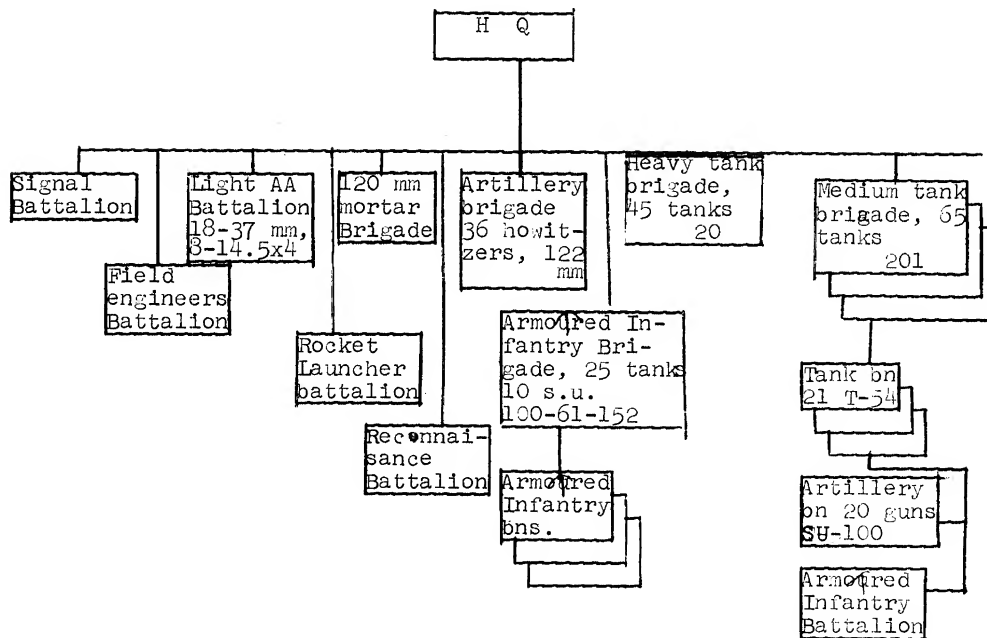 H Q
Signal
Battalion
Field
engineers
Battalion
Light AA
Battalion
18-37 mm,
8-14.5x4
Rocket
Launcher
battalion
120 mm
mortar
Brigade
Reconnai-
sance
Battalion
Artillery
brigade
36 howit-
zers, 122
mm
Armoured In-
fantry Bri-
gade, 25 tanks
10 s.u.
100-61-152
Armoured
Infantry
bns.
Heavy tank
brigade,
45 tanks
20
Medium tank
brigade, 65
tanks
201
Tank bn
21 T-54
Artillery
bn 20 guns
SU-100
Armoured
Infantry
Battalion